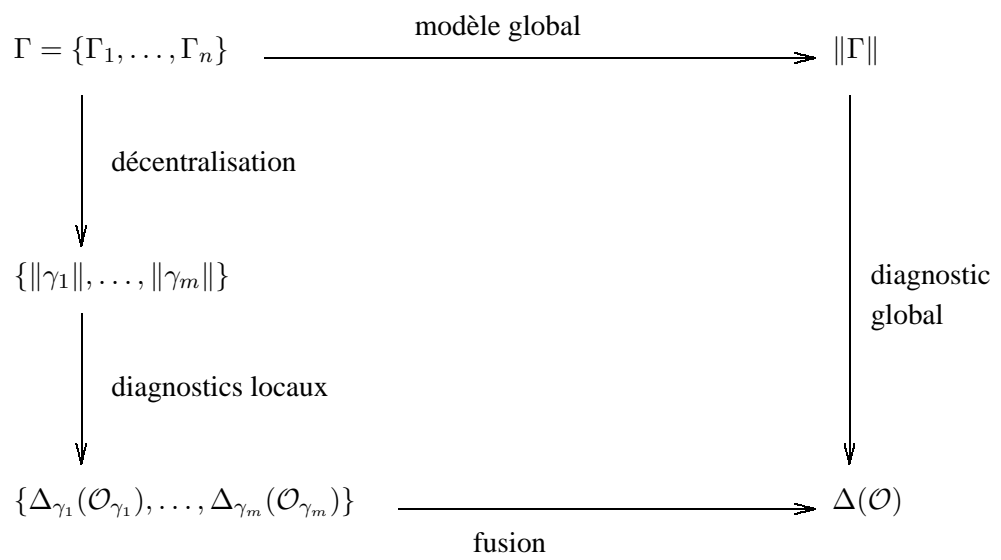 modèle global
Γ = {Γ₁, . . . , Γₙ}
‖Γ‖
décentralisation
{‖γ₁‖, . . . , ‖γₘ‖}
diagnostic
global
diagnostics locaux
{Δ_γ₁(𝒪_γ₁), . . . , Δ_γₘ(𝒪_γₘ)}
Δ(𝒪)
fusion